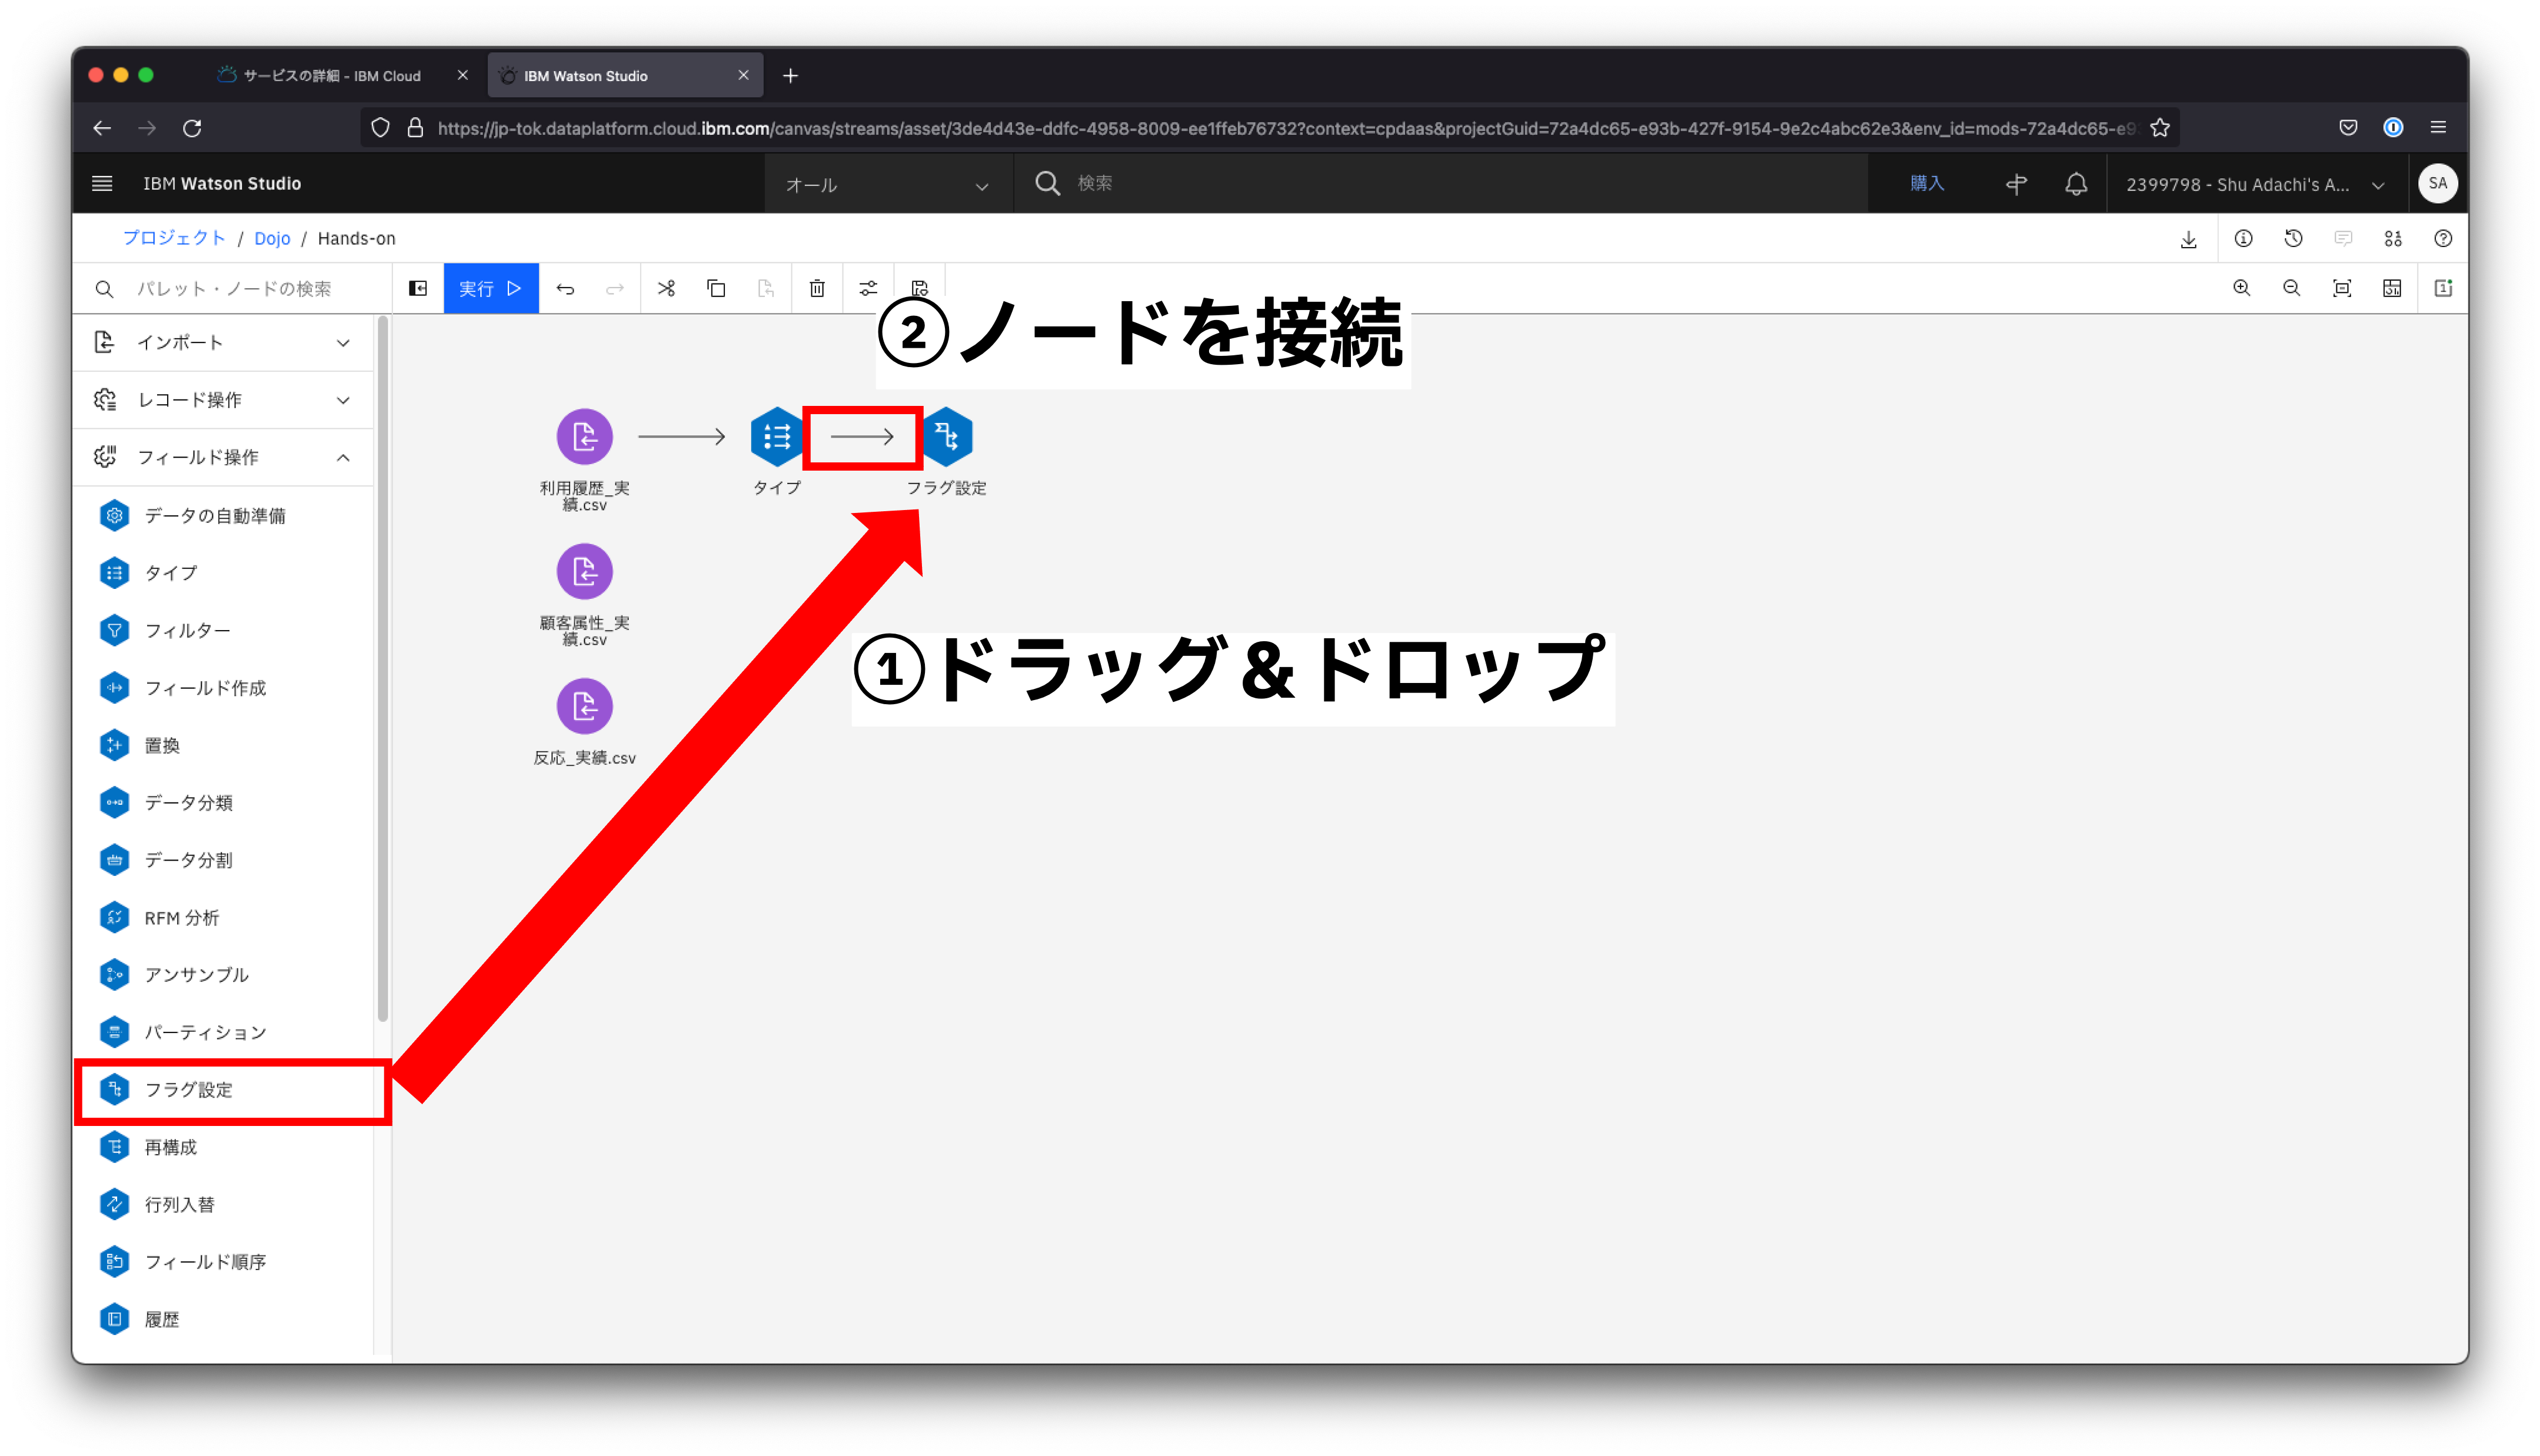 サービスの詳細 - IBM Cloud
IBM Watson Studio
https://jp-tok.dataplatform.cloud.ibm.com/canvas/streams/asset/3de4d43e-ddfc-4958-8009-ee1ffeb76732?context=cpdaas&projectGuid=72a4dc65-e93b-427f-9154-9e2c4abc62e3&env_id=mods-72a4dc65-e9
IBM Watson Studio
オール
検索
購入
2399798 - Shu Adachi's A...
SA
プロジェクト / Dojo / Hands-on
パレット・ノードの検索
実行
②ノードを接続
インポート
レコード操作
フィールド操作
データの自動準備
タイプ
フィルター
フィールド作成
置換
データ分類
データ分割
RFM 分析
アンサンブル
パーティション
フラグ設定
再構成
行列入替
フィールド順序
履歴
利用履歴_実
績.csv
タイプ
フラグ設定
顧客属性_実
績.csv
①ドラッグ＆ドロップ
反応_実績.csv